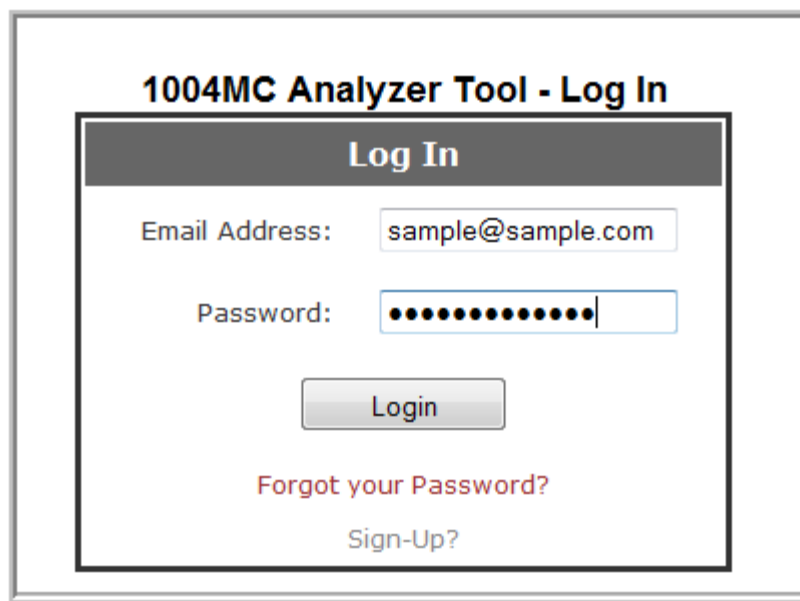 1004MC Analyzer Tool - Log In
Log In
Email Address: sample@sample.com
Password: •••••••••••••
Login
Forgot your Password?
Sign-Up?